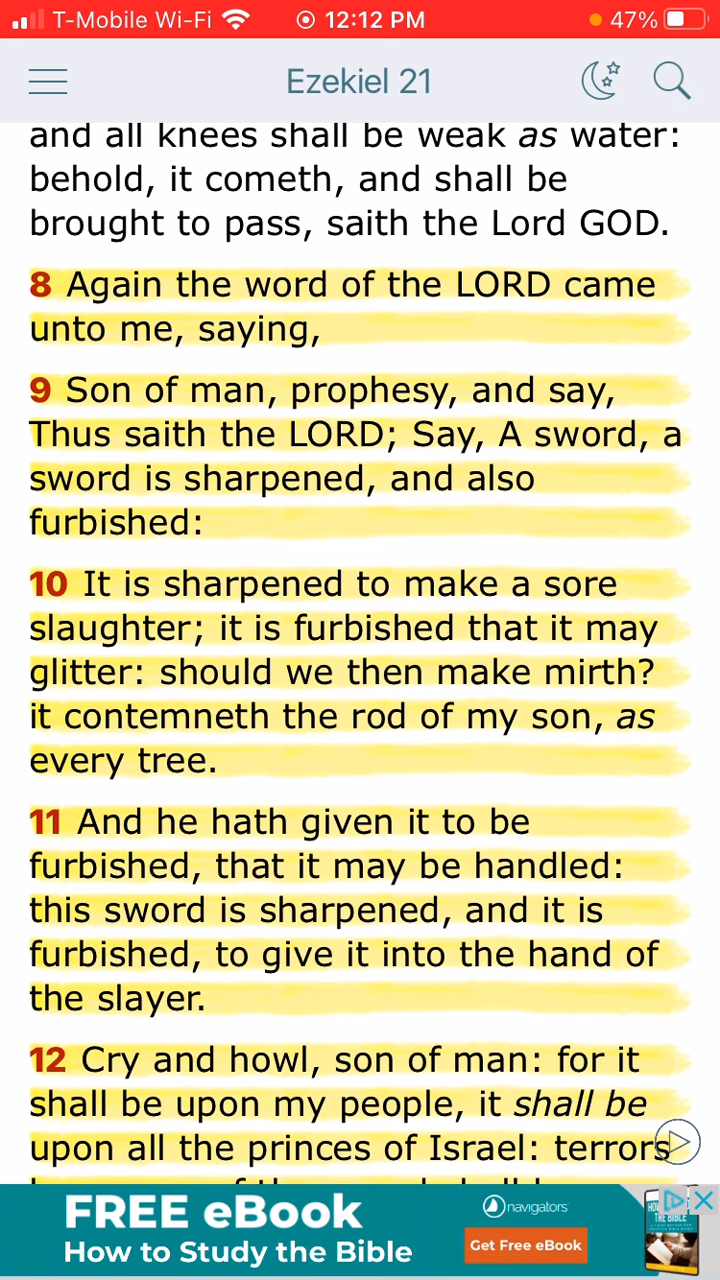 T-Mobile Wi-Fi 12:12 PM 47%
Ezekiel 21
and all knees shall be weak as water:
behold, it cometh, and shall be
brought to pass, saith the Lord GOD.
8 Again the word of the LORD came
unto me, saying,
9 Son of man, prophesy, and say,
Thus saith the LORD; Say, A sword, a
sword is sharpened, and also
furbished:
10 It is sharpened to make a sore
slaughter; it is furbished that it may
glitter: should we then make mirth?
it contemneth the rod of my son, as
every tree.
11 And he hath given it to be
furbished, that it may be handled:
this sword is sharpened, and it is
furbished, to give it into the hand of
the slayer.
12 Cry and howl, son of man: for it
shall be upon my people, it shall be
upon all the princes of Israel: terrors
FREE eBook
How to Study the Bible
navigators
Get Free eBook
THE BIBLE